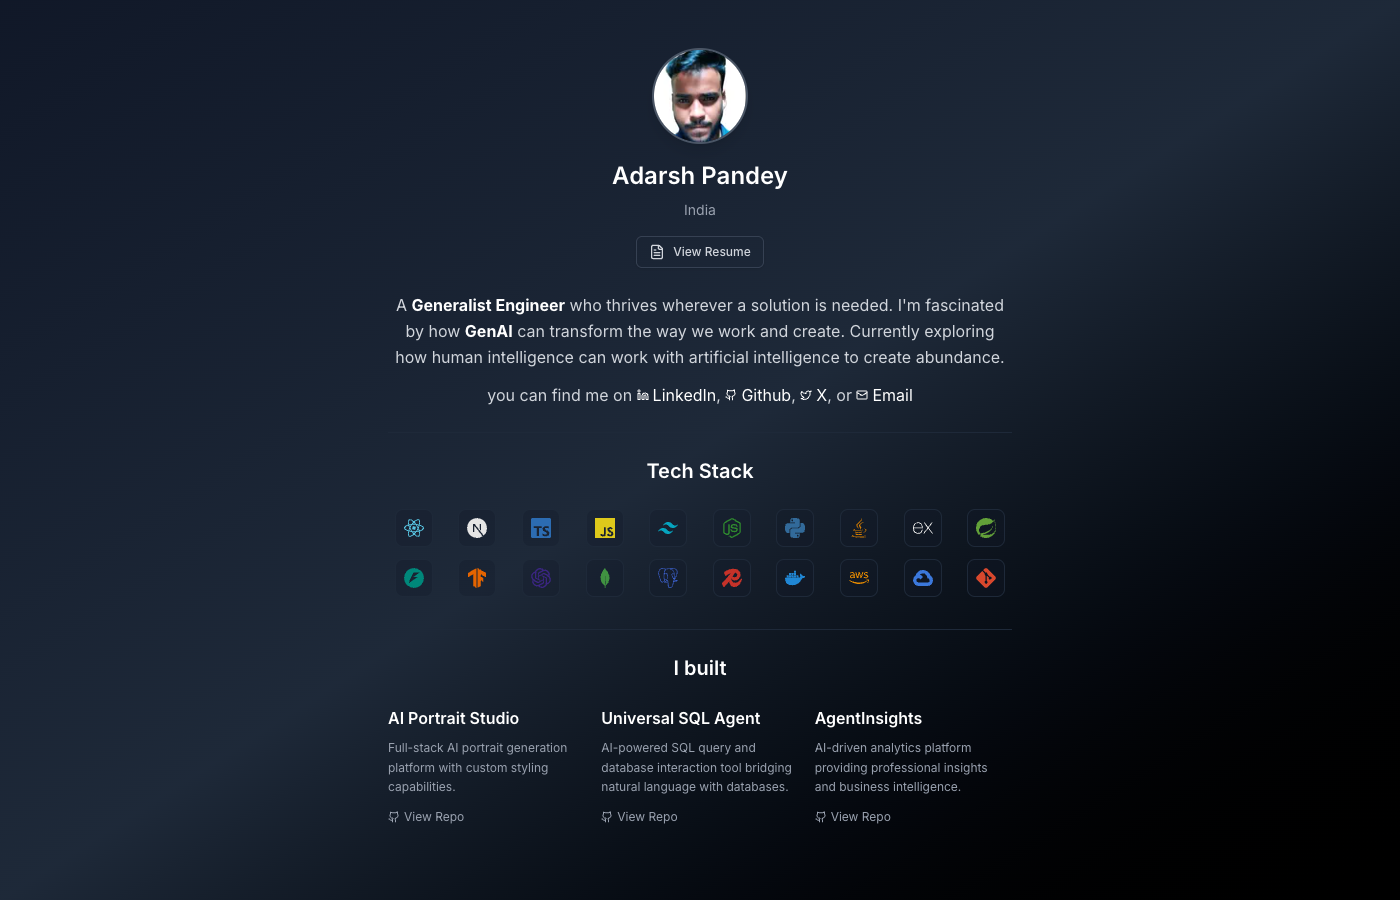 Adarsh Pandey
India
View Resume
A Generalist Engineer who thrives wherever a solution is needed. I'm fascinated
by how GenAI can transform the way we work and create. Currently exploring
how human intelligence can work with artificial intelligence to create abundance.
you can find me on LinkedIn, Github, X, or Email
Tech Stack
N TS JS JS ex
aws
I built
AI Portrait Studio
Full-stack AI portrait generation
platform with custom styling
capabilities.
View Repo
Universal SQL Agent
AI-powered SQL query and
database interaction tool bridging
natural language with databases.
View Repo
AgentInsights
AI-driven analytics platform
providing professional insights
and business intelligence.
View Repo